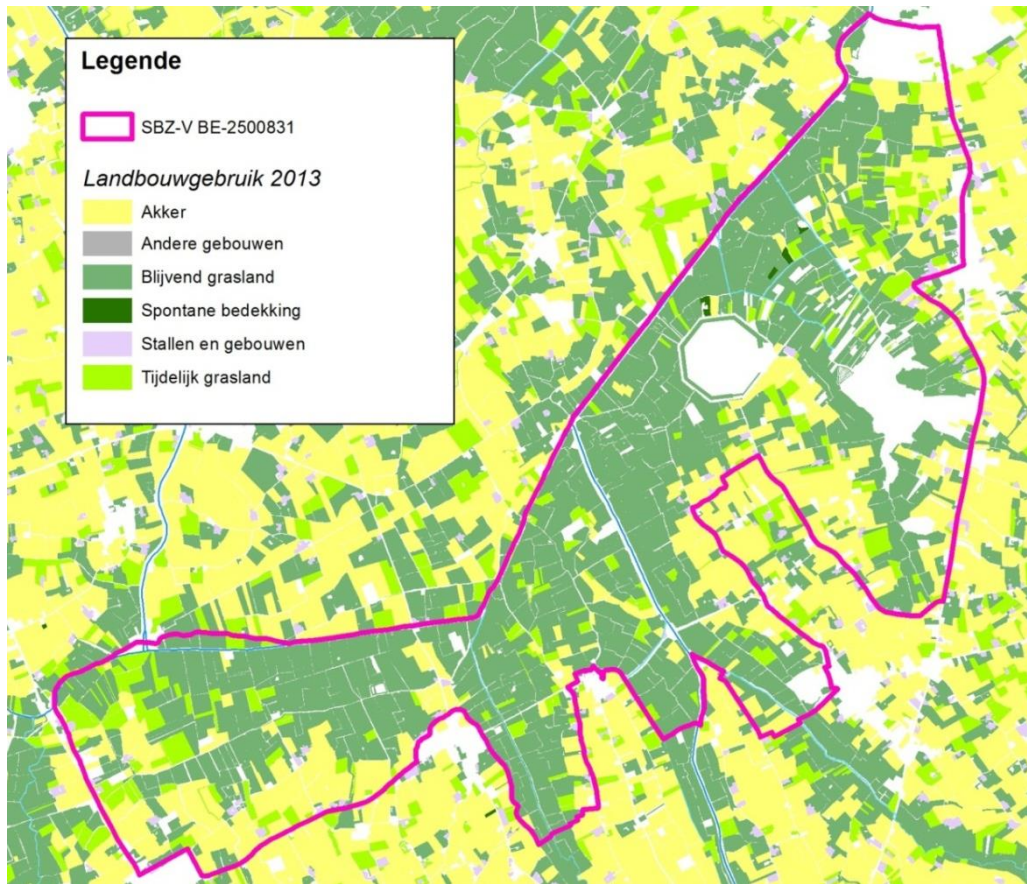 Legende
SBZ-V BE-2500831
Landbouwgebruik 2013
Akker
Andere gebouwen
Blijvend grasland
Spontane bedekking
Stallen en gebouwen
Tijdelijk grasland